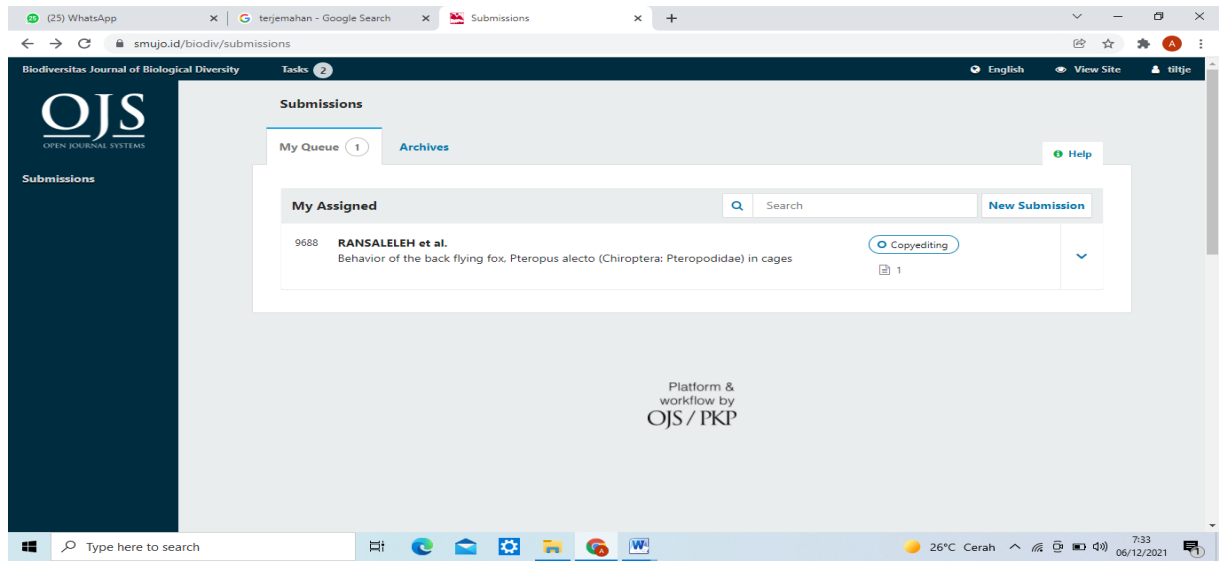 25 (25) WhatsApp
terjemahan - Google Search
Submissions
smujo.id/biodiv/submissions
A
Biodiversitas Journal of Biological Diversity
Tasks 2
English
View Site
tiltje
OJS
OPEN JOURNAL SYSTEMS
Submissions
Submissions
My Queue 1
Archives
Help
My Assigned
Search
New Submission
9688 RANSALELEH et al.
Copyediting
Behavior of the back flying fox, Pteropus alecto (Chiroptera: Pteropodidae) in cages
1
Platform &
workflow by
OJS / PKP
Type here to search
26°C Cerah
7:33
06/12/2021
1